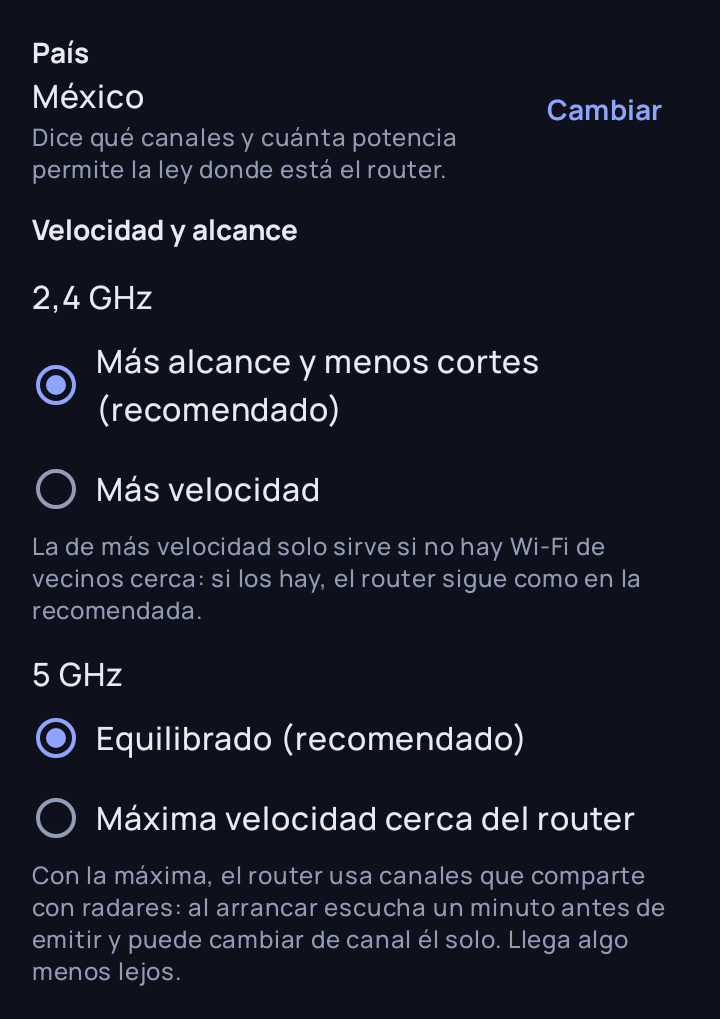 País
México
Cambiar
Dice qué canales y cuánta potencia
permite la ley donde está el router.
Velocidad y alcance
2,4 GHz
Más alcance y menos cortes
(recomendado)
Más velocidad
La de más velocidad solo sirve si no hay Wi-Fi de
vecinos cerca: si los hay, el router sigue como en la
recomendada.
5 GHz
Equilibrado (recomendado)
Máxima velocidad cerca del router
Con la máxima, el router usa canales que comparte
con radares: al arrancar escucha un minuto antes de
emitir y puede cambiar de canal él solo. Llega algo
menos lejos.